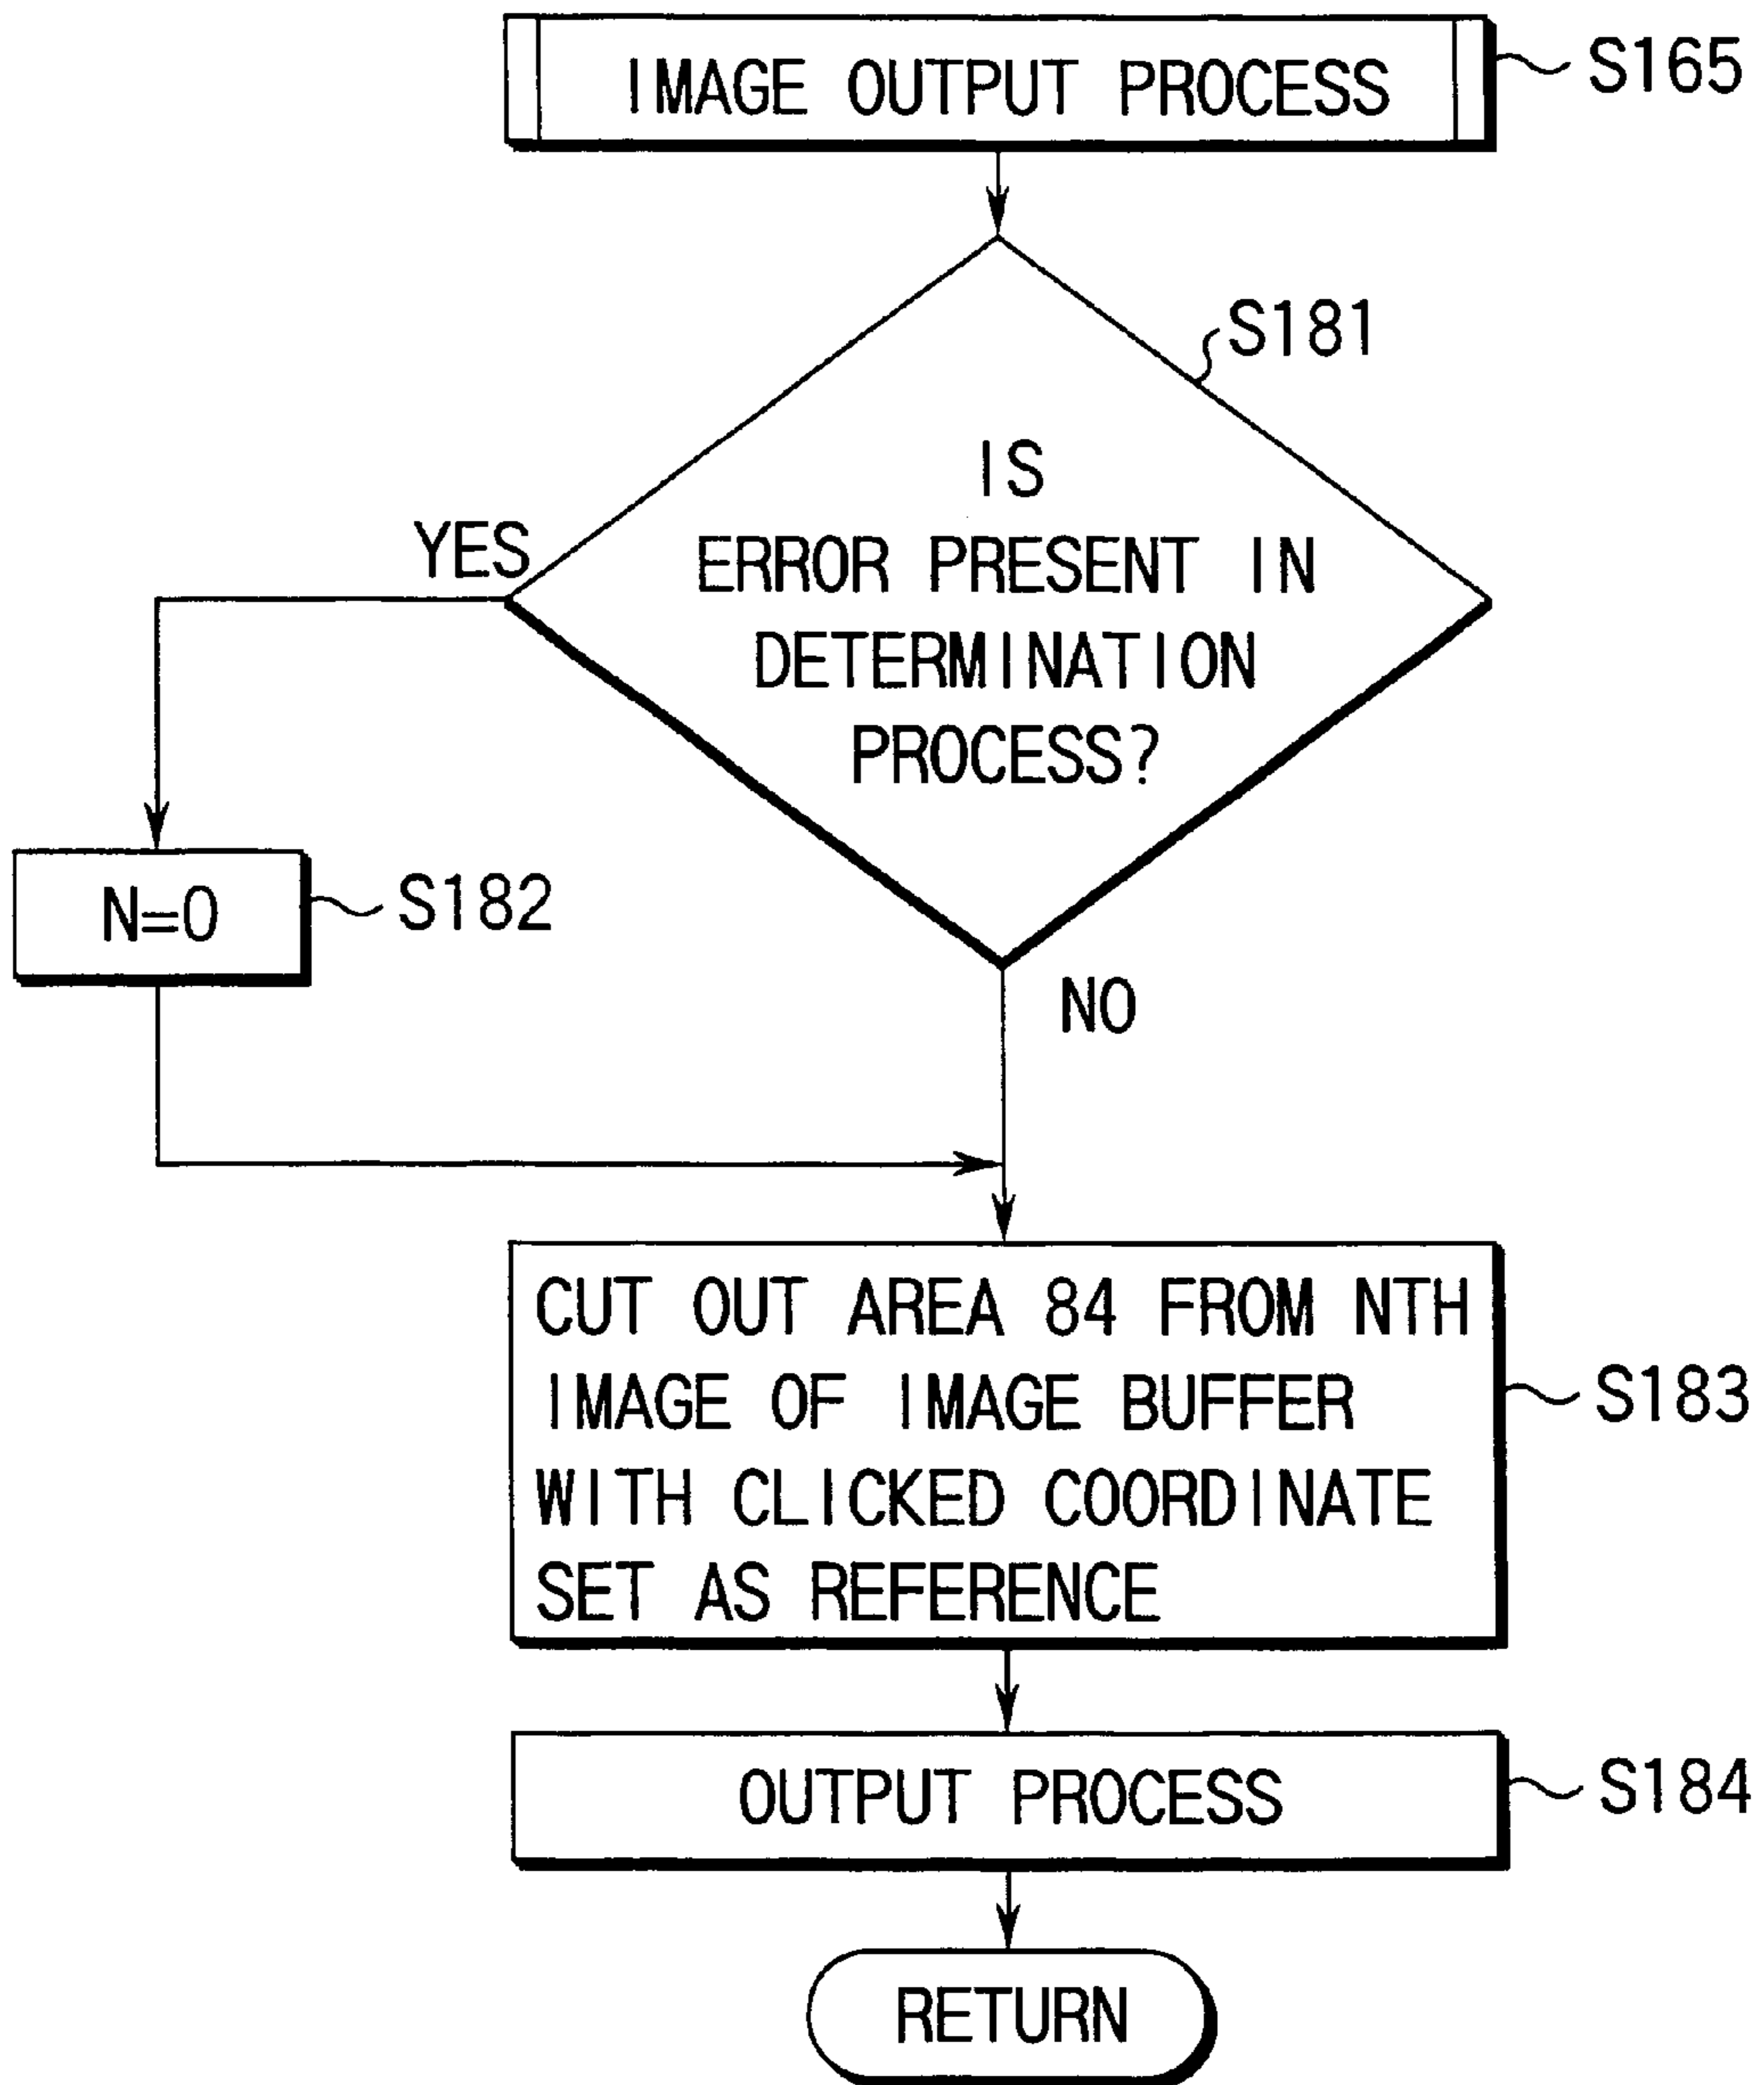 IMAGE OUTPUT PROCESS
S165
S181
IS
ERROR PRESENT IN
DETERMINATION
PROCESS?
YES
N=0
S182
NO
CUT OUT AREA 84 FROM NTH
IMAGE OF IMAGE BUFFER
WITH CLICKED COORDINATE
SET AS REFERENCE
S183
OUTPUT PROCESS
S184
RETURN